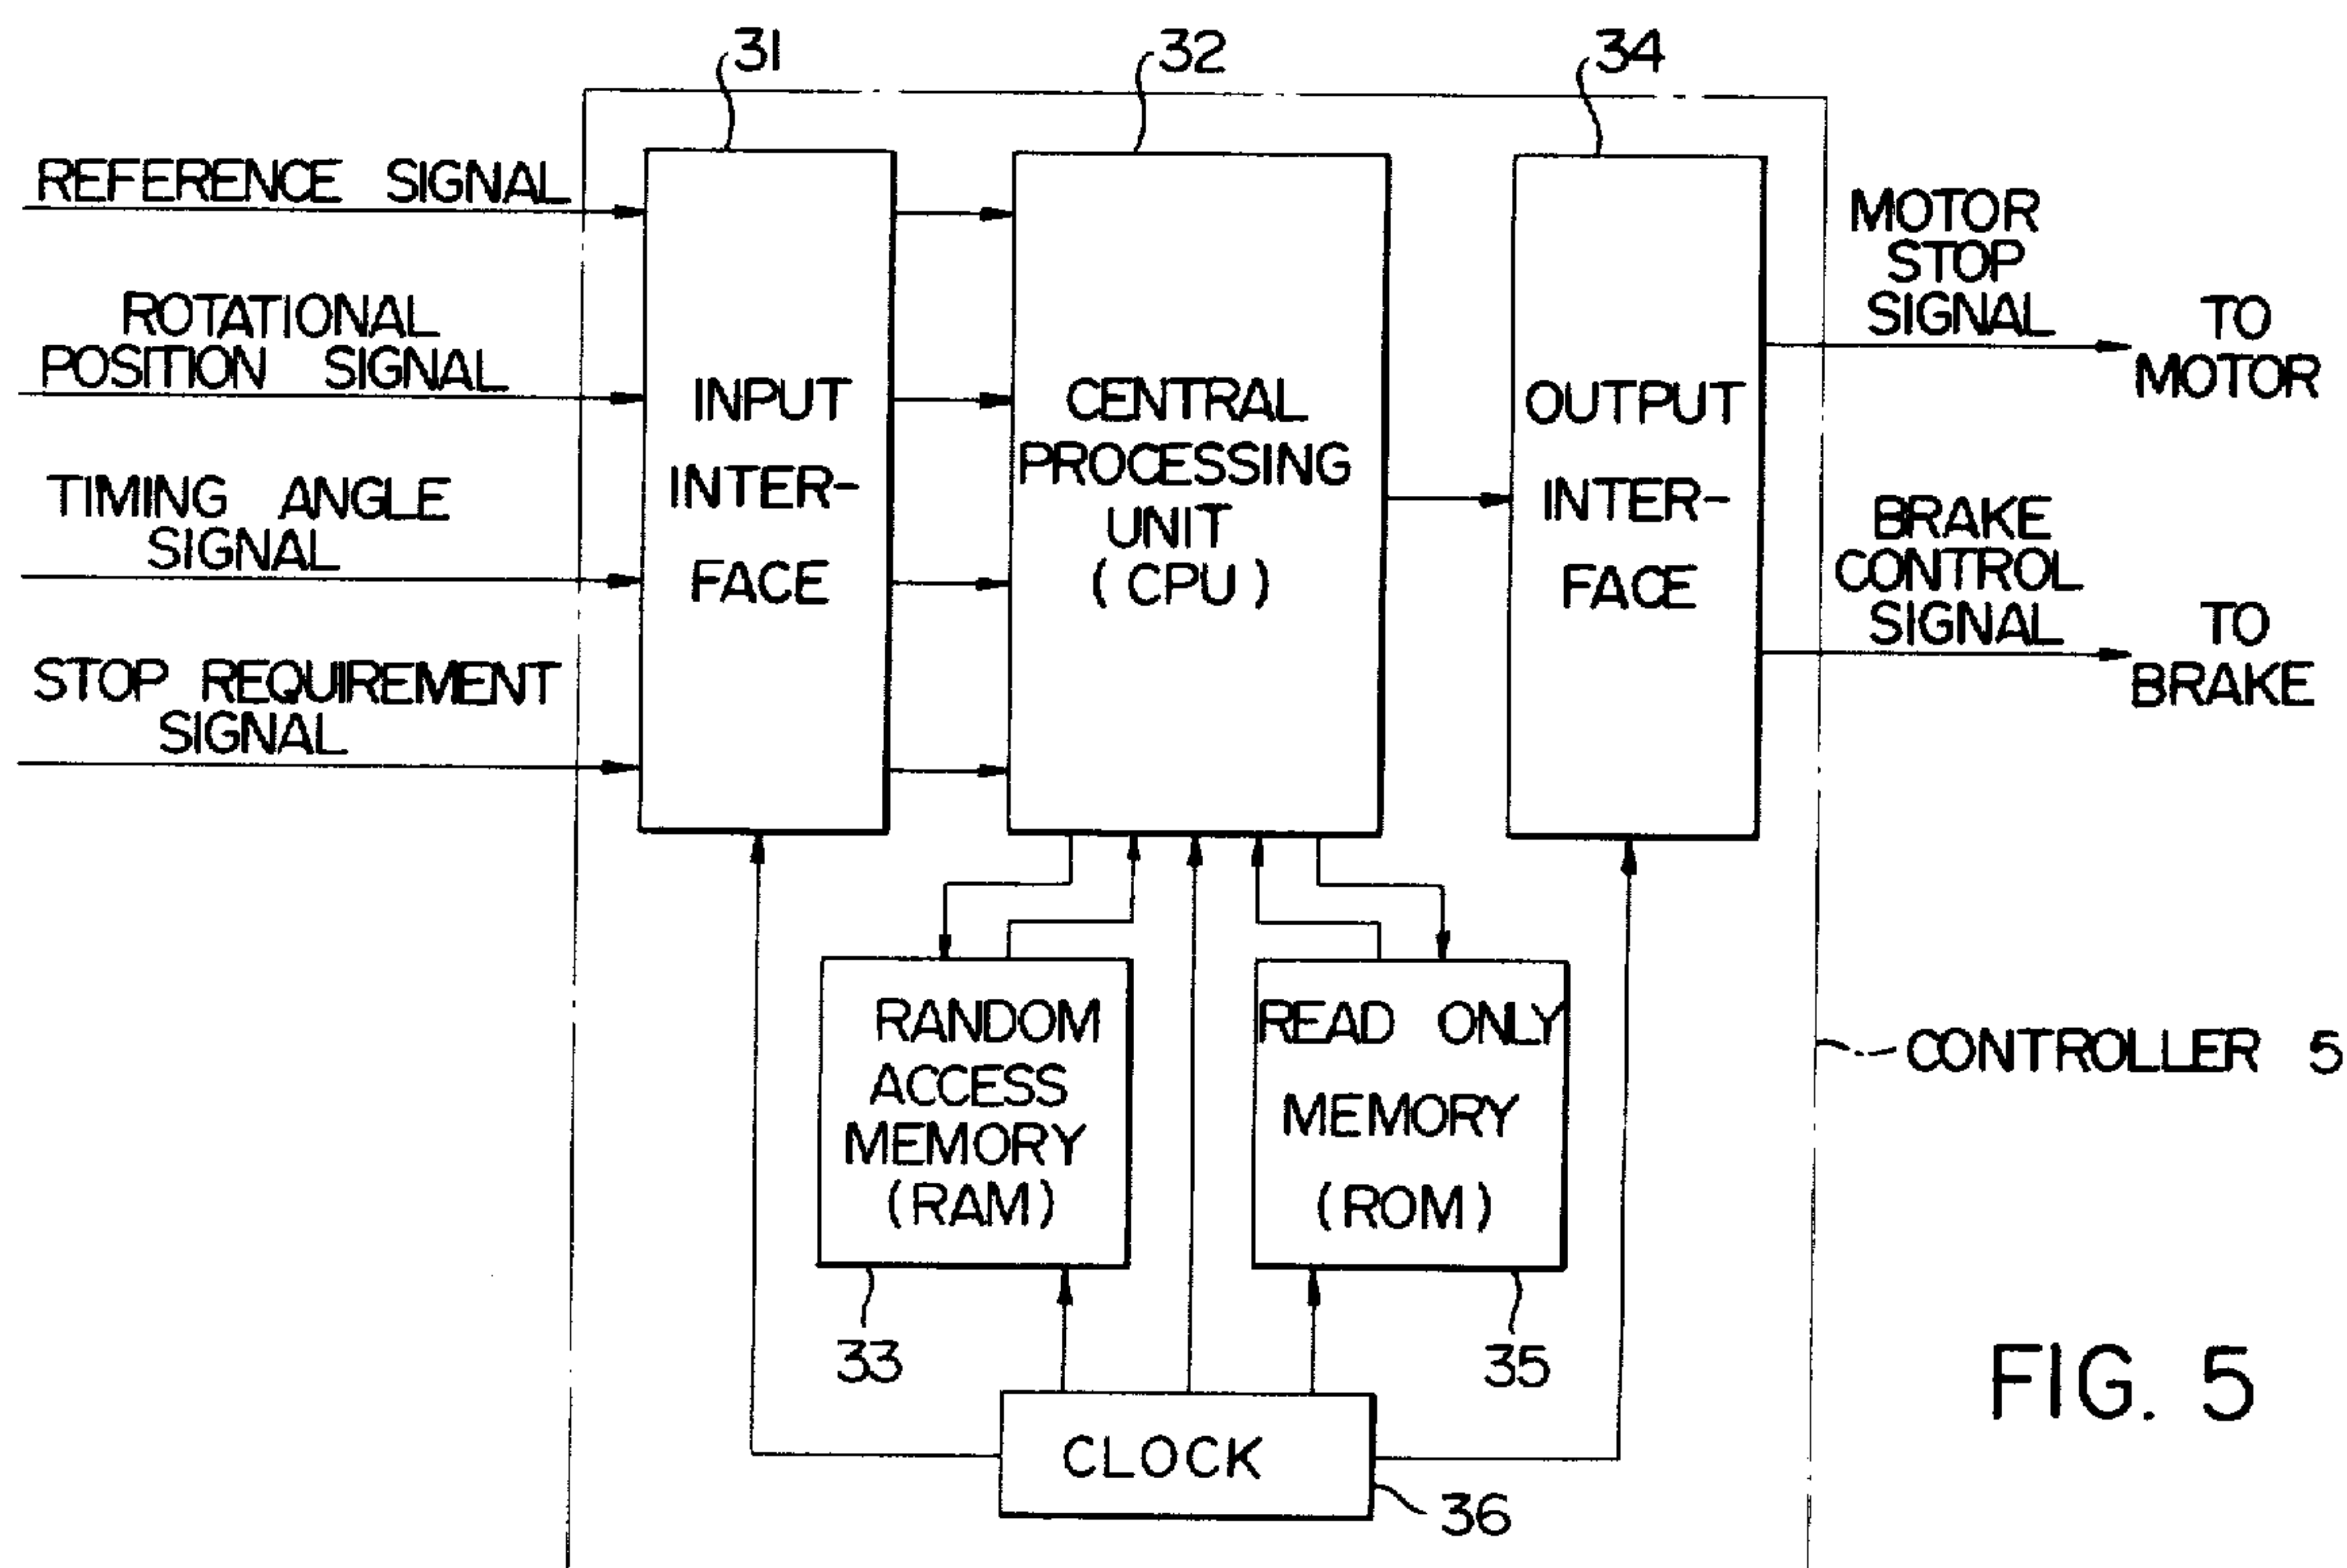 31
32
34
REFERENCE SIGNAL
ROTATIONAL
POSITION SIGNAL
TIMING ANGLE
SIGNAL
STOP REQUIREMENT
SIGNAL
INPUT
INTER-
FACE
CENTRAL
PROCESSING
UNIT
(CPU)
OUTPUT
INTER-
FACE
MOTOR
STOP
SIGNAL
TO
MOTOR
BRAKE
CONTROL
SIGNAL
TO
BRAKE
RANDOM
ACCESS
MEMORY
(RAM)
33
READ ONLY
MEMORY
(ROM)
35
CONTROLLER 5
CLOCK
36
FIG. 5